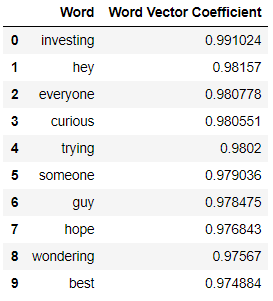 Word Word Vector Coefficient
0 investing 0.991024
1 hey 0.98157
2 everyone 0.980778
3 curious 0.980551
4 trying 0.9802
5 someone 0.979036
6 guy 0.978475
7 hope 0.976843
8 wondering 0.97567
9 best 0.974884